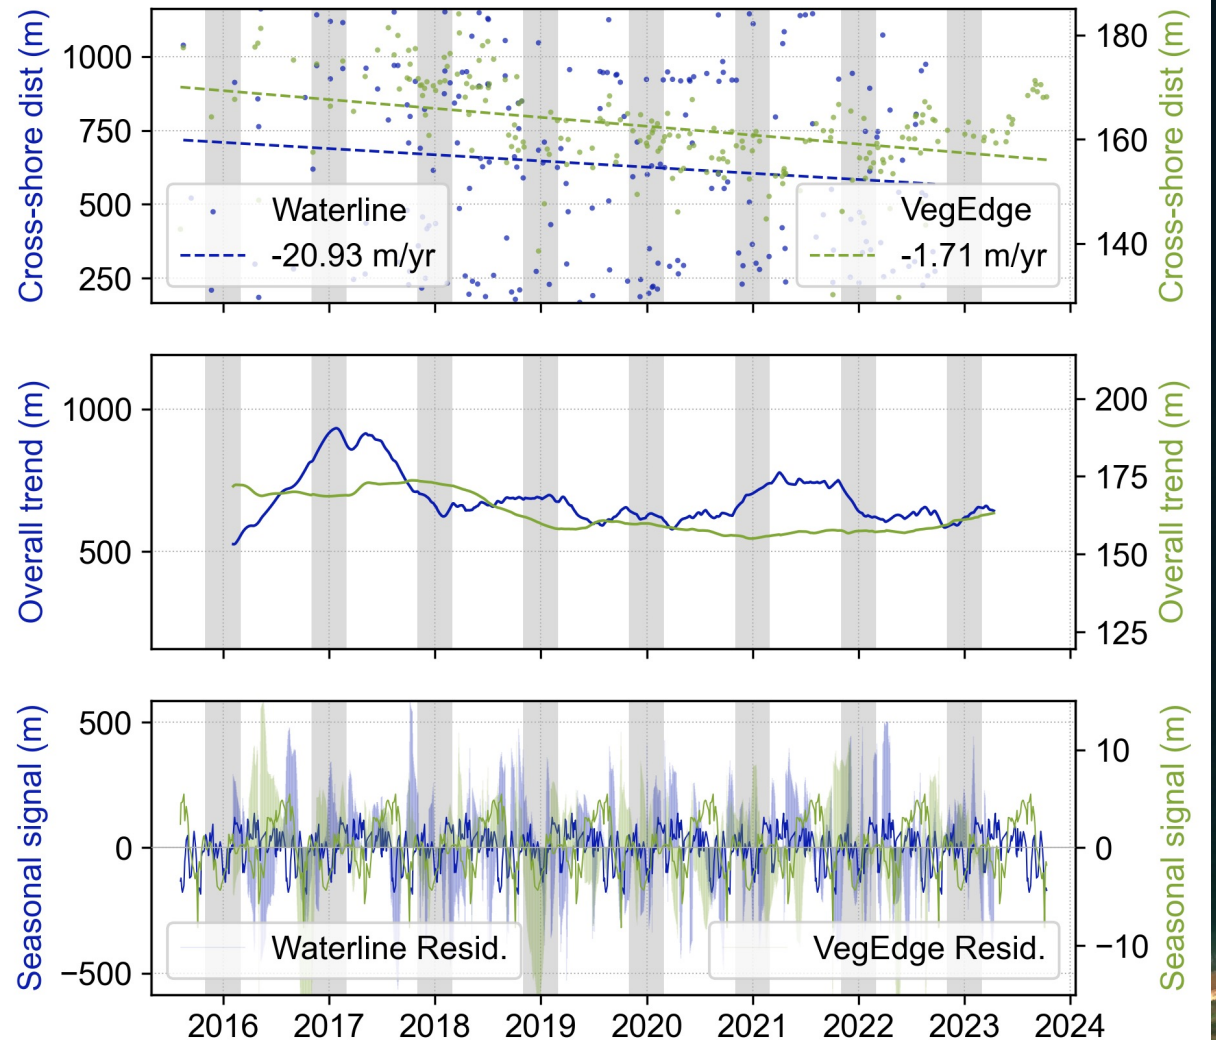 Cross-shore dist (m)
1000
750
500
250
Waterline
-20.93 m/yr
VegEdge
-1.71 m/yr
180
160
140
Cross-shore dist (m)
Overall trend (m)
1000
500
200
175
150
125
Overall trend (m)
Seasonal signal (m)
500
0
−500
Waterline Resid.
VegEdge Resid.
10
0
−10
Seasonal signal (m)
2016 2017 2018 2019 2020 2021 2022 2023 2024